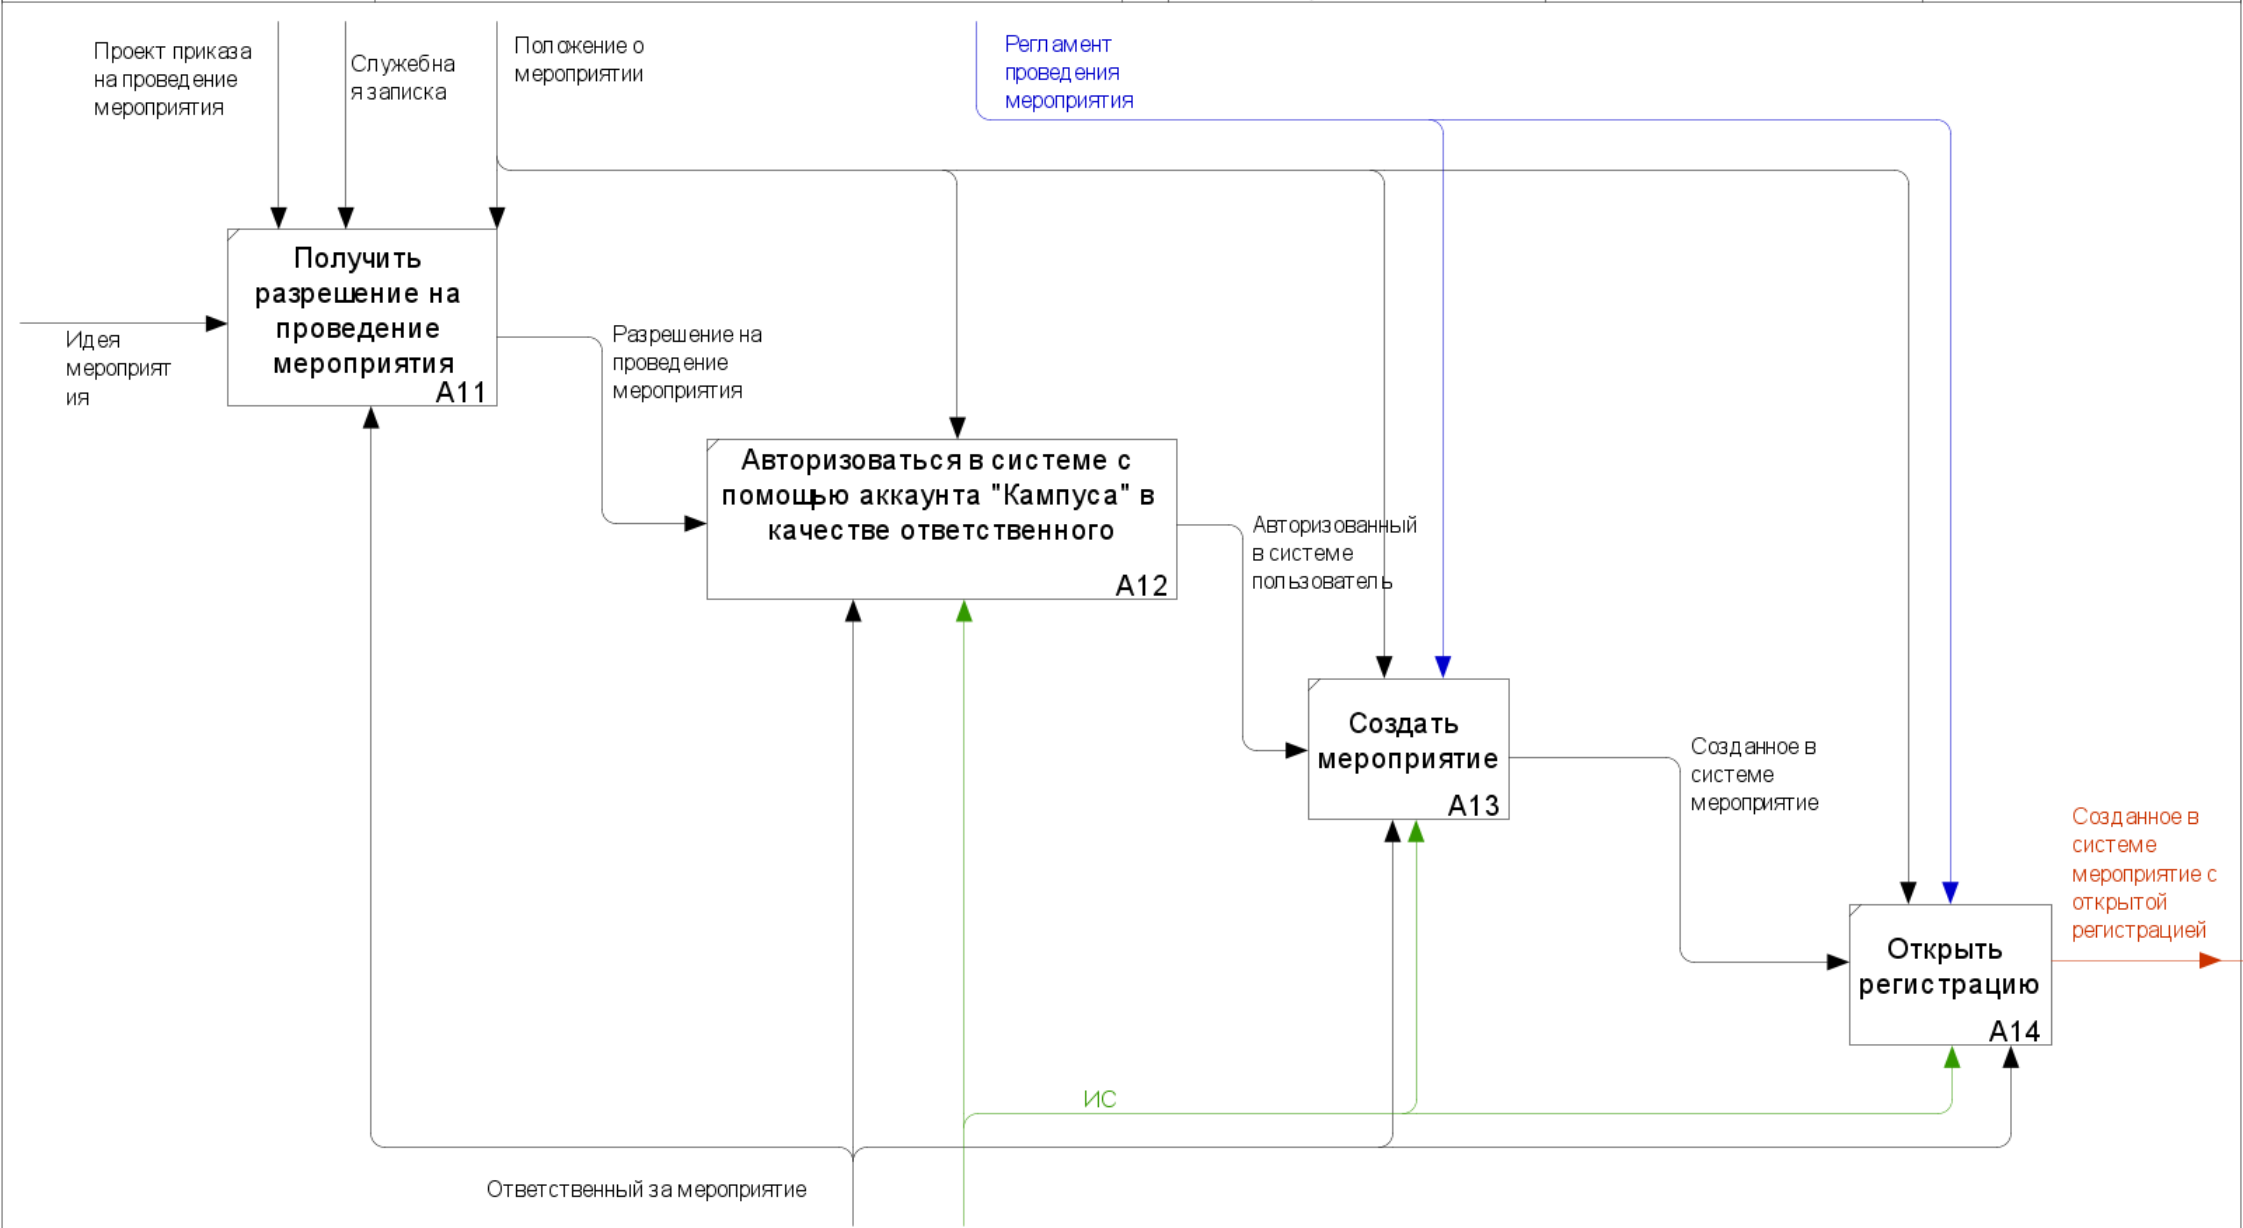 Проект приказа
на проведение
мероприятия
Служебна
я записка
Положение о
мероприятии
Регламент
проведения
мероприятия
Получить
разрешение на
проведение
мероприятия
A11
Идея
мероприят
ия
Разрешение на
проведение
мероприятия
Авторизоваться в системе с
помощью аккаунта "Кампуса" в
качестве ответственного
A12
Авторизованный
в системе
пользователь
Создать
мероприятие
A13
Созданное в
системе
мероприятие
Созданное в
системе
мероприятие с
открытой
регистрацией
Открыть
регистрацию
A14
ИС
Ответственный за мероприятие